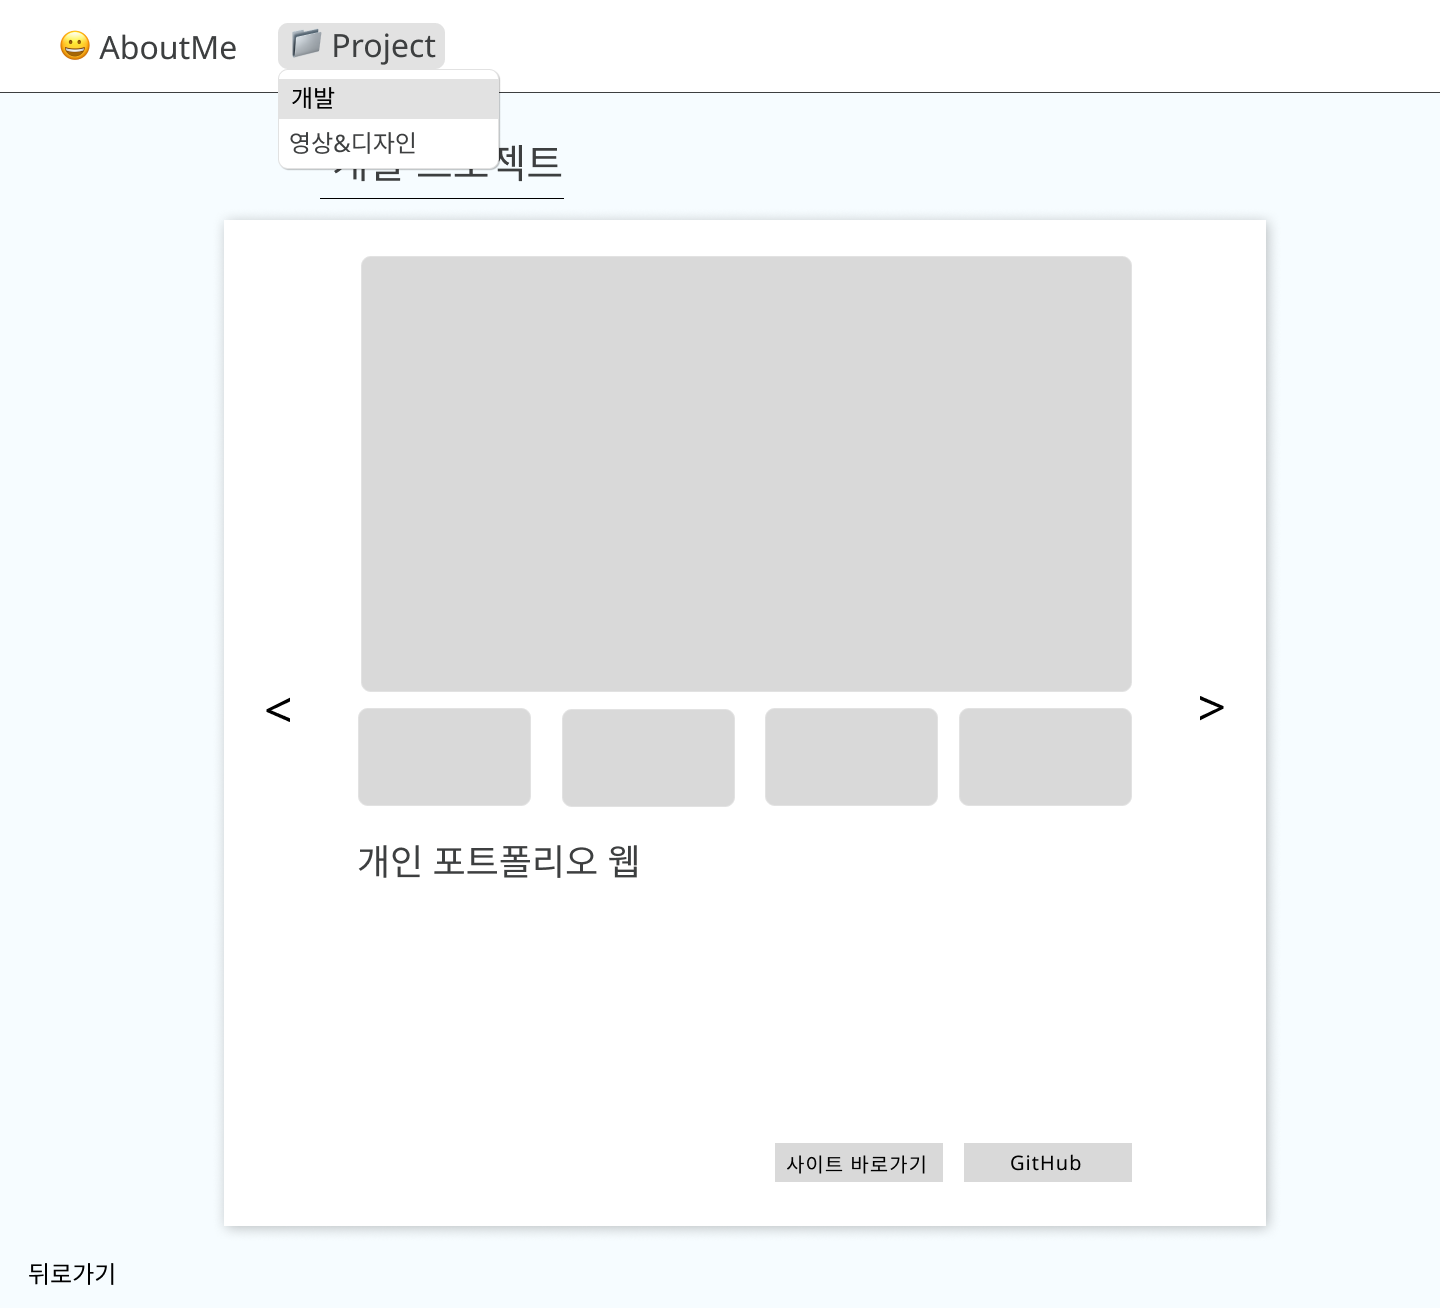 😀 AboutMe
📁 Project
개발
영상&디자인
젝트
<
>
개인 포트폴리오 웹
사이트 바로가기
GitHub
뒤로가기